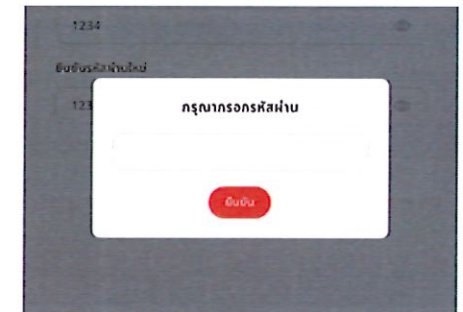 1234
ยืนยันรหัสผ่านใหม่
123
กรุณากรอกรหัสผ่าน
ยืนยัน